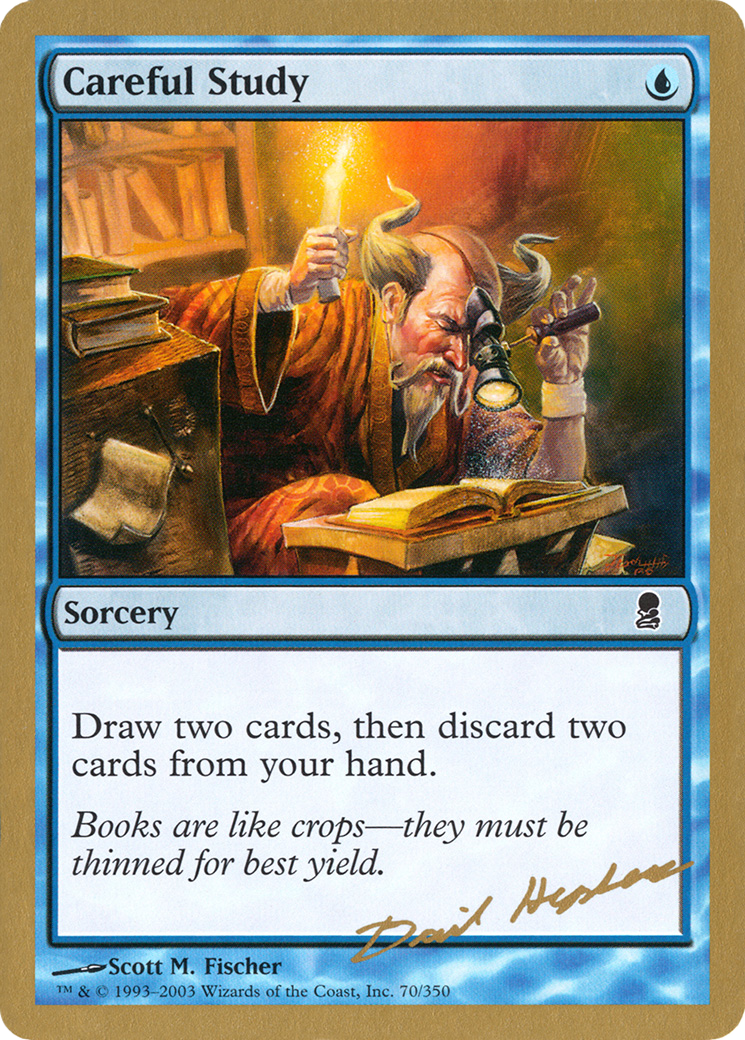 Careful Study
Sorcery
Draw two cards, then discard two
cards from your hand.
Books are like crops—they must be
thinned for best yield.
Scott M. Fischer
™ & © 1993–2003 Wizards of the Coast, Inc. 70/350